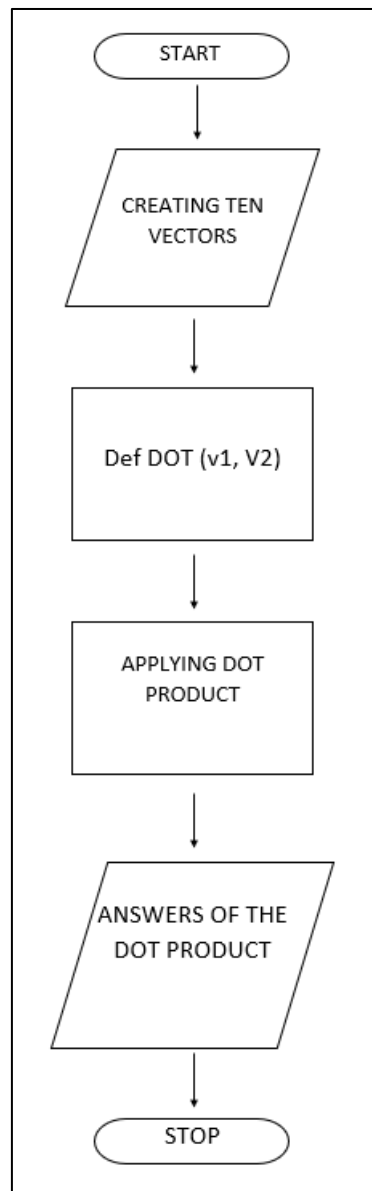 START
CREATING TEN
VECTORS
Def DOT (v1, V2)
APPLYING DOT
PRODUCT
ANSWERS OF THE
DOT PRODUCT
STOP